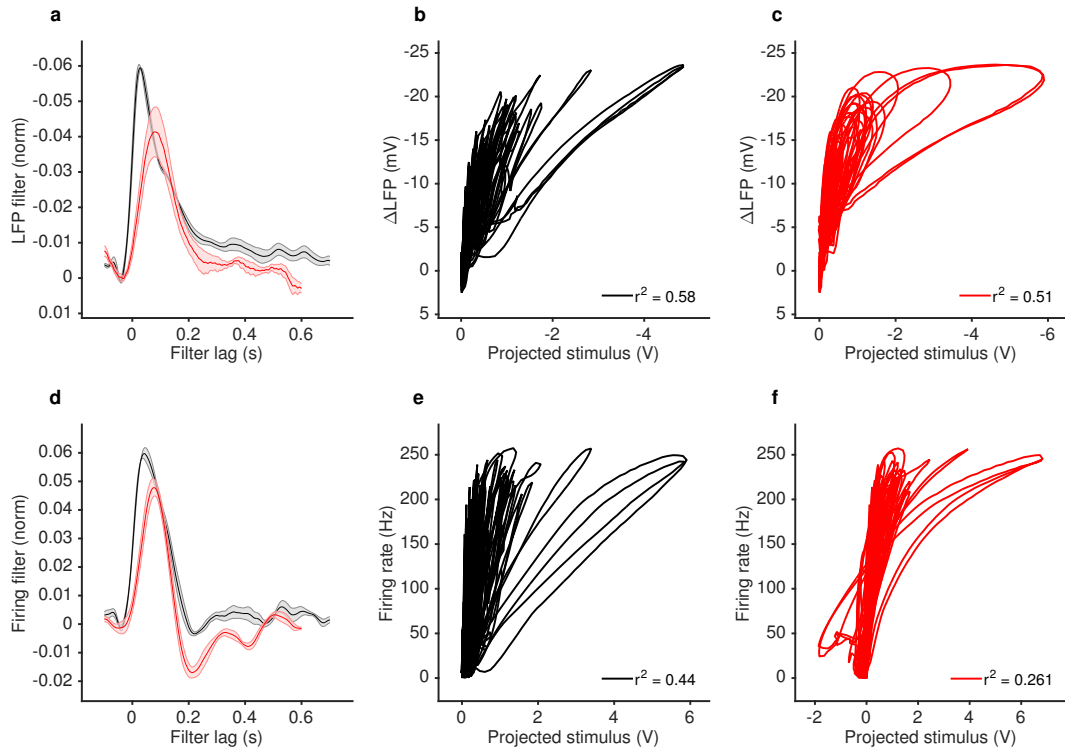 a
-0.06
-0.05
-0.04
-0.03
-0.02
-0.01
0
0.01
LFP filter (norm)
0 0.2 0.4 0.6
Filter lag (s)
b
-25
-20
-15
-10
-5
0
5
ΔLFP (mV)
r² = 0.58
0 -2 -4
Projected stimulus (V)
c
-25
-20
-15
-10
-5
0
5
ΔLFP (mV)
r² = 0.51
0 -2 -4 -6
Projected stimulus (V)
d
0.06
0.05
0.04
0.03
0.02
0.01
0
-0.01
-0.02
Firing filter (norm)
0 0.2 0.4 0.6
Filter lag (s)
e
250
200
150
100
50
0
Firing rate (Hz)
r² = 0.44
0 2 4 6
Projected stimulus (V)
f
250
200
150
100
50
0
Firing rate (Hz)
r² = 0.261
-2 0 2 4 6
Projected stimulus (V)